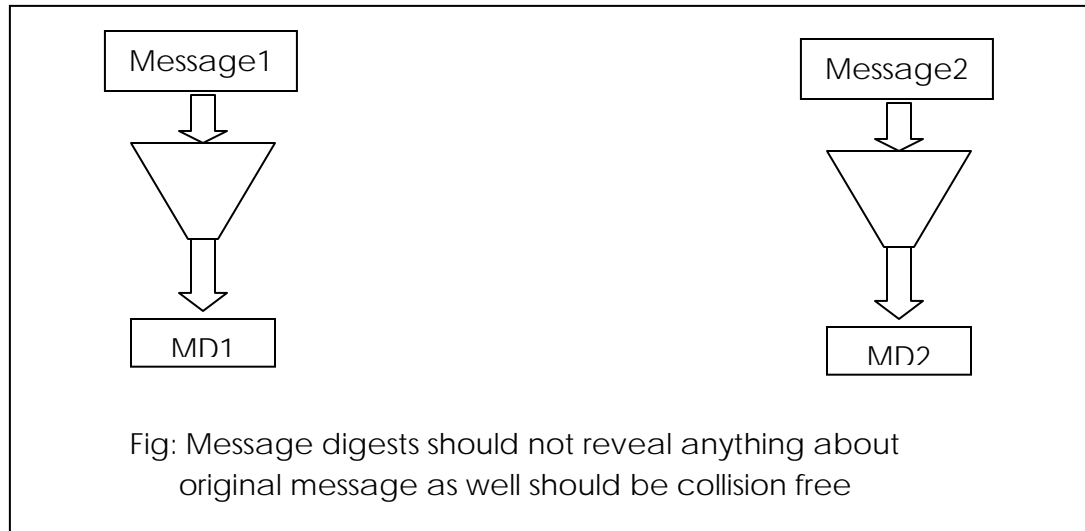 Message1
Message2
MD1
MD2
Fig: Message digests should not reveal anything about
original message as well should be collision free